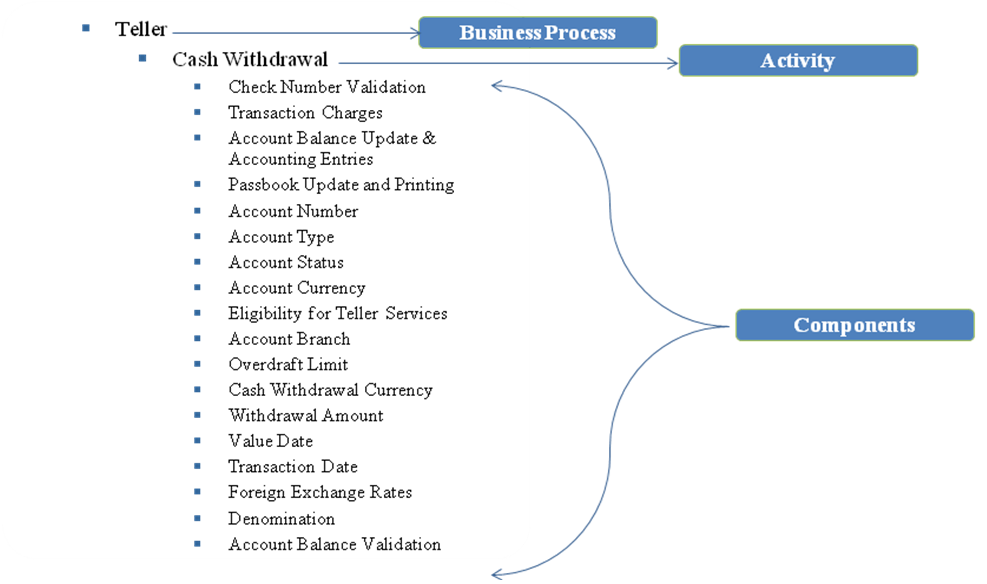 Teller
Business Process
Cash Withdrawal
Activity
Check Number Validation
Transaction Charges
Account Balance Update &
Accounting Entries
Passbook Update and Printing
Account Number
Account Type
Account Status
Account Currency
Eligibility for Teller Services
Components
Account Branch
Overdraft Limit
Cash Withdrawal Currency
Withdrawal Amount
Value Date
Transaction Date
Foreign Exchange Rates
Denomination
Account Balance Validation